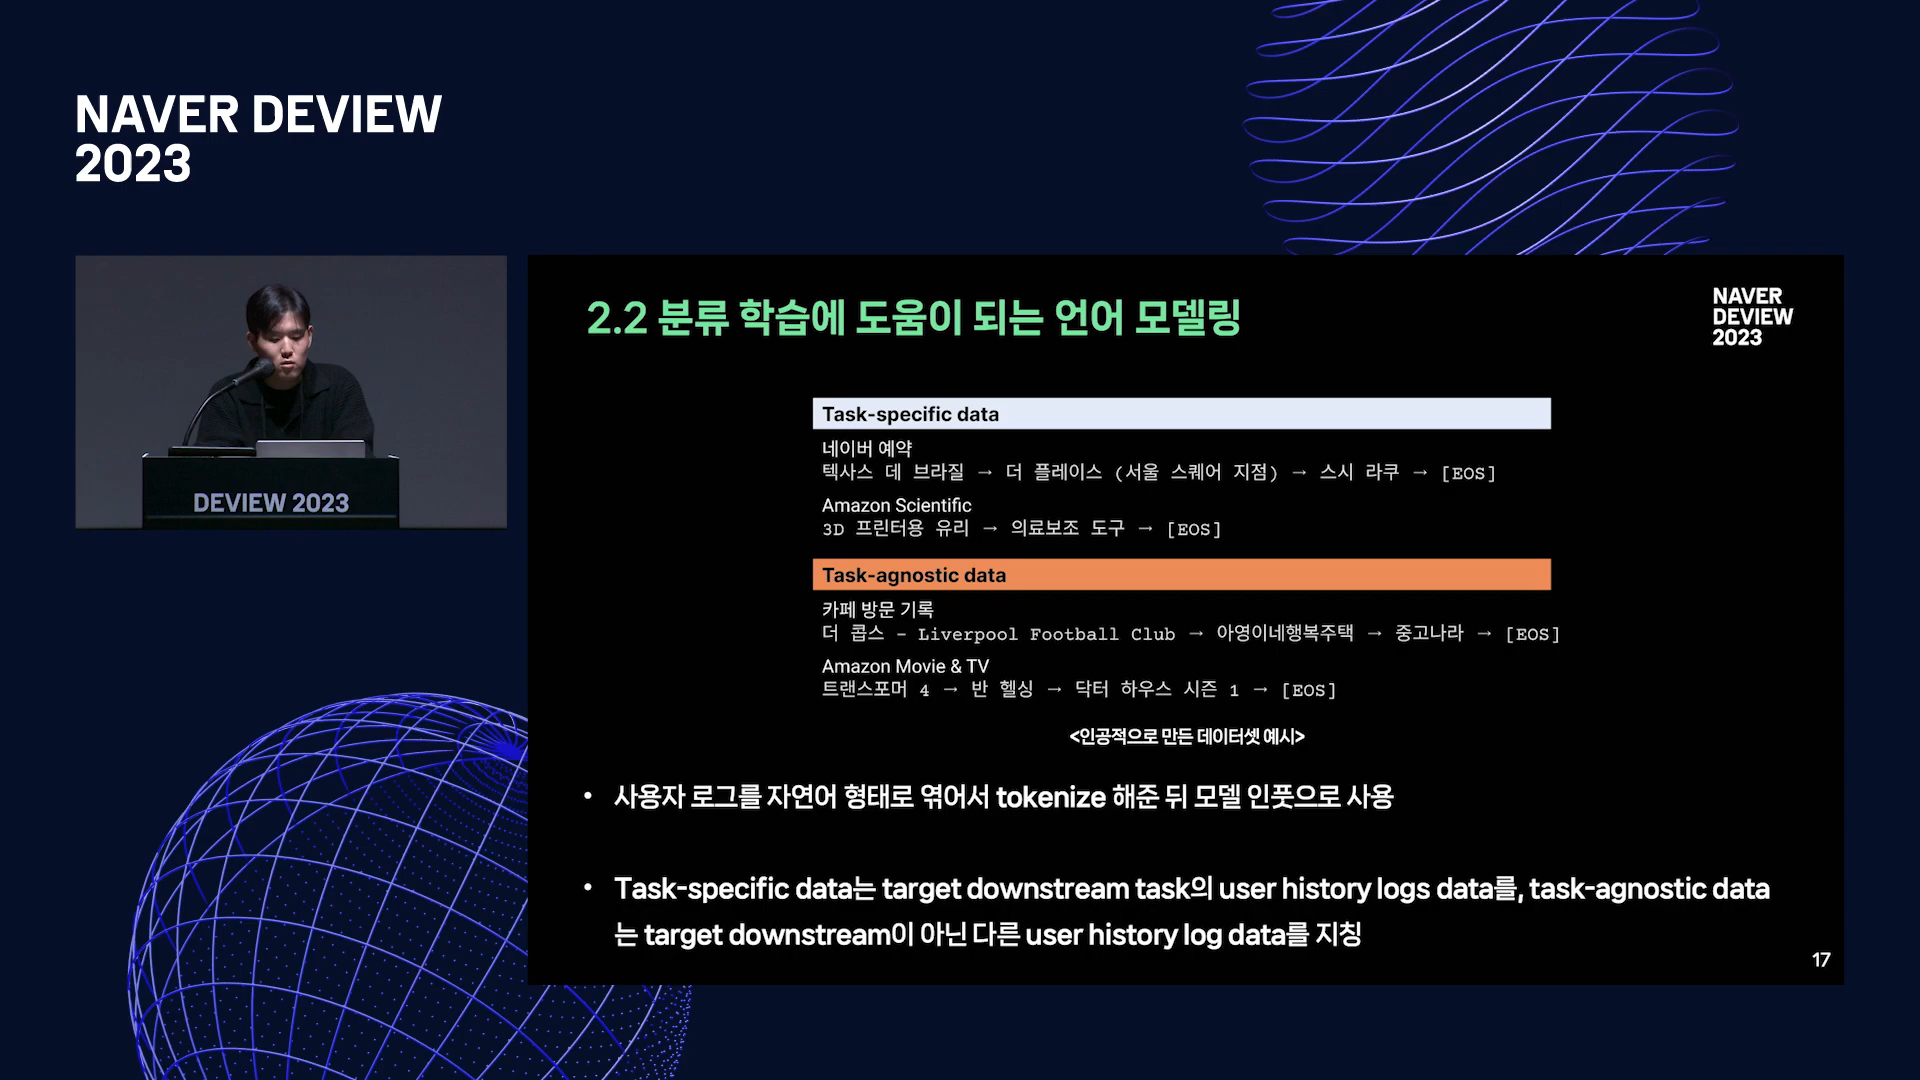 NAVER DEVIEW
2023
DEVIEW 2023
2.2 분류 학습에 도움이 되는 언어 모델링
NAVER
DEVIEW
2023
Task-specific data
네이버 예약
텍사스 데 브라질 → 더 플레이스 (서울 스퀘어 지점) → 스시 라쿠 → [EOS]
Amazon Scientific
3D 프린터용 유리 → 의료보조 도구 → [EOS]
Task-agnostic data
카페 방문 기록
더 콥스 - Liverpool Football Club → 아영이네행복주택 → 중고나라 → [EOS]
Amazon Movie & TV
트랜스포머 4 → 반 헬싱 → 닥터 하우스 시즌 1 → [EOS]
<인공적으로 만든 데이터셋 예시>
• 사용자 로그를 자연어 형태로 엮어서 tokenize 해준 뒤 모델 인풋으로 사용
• Task-specific data는 target downstream task의 user history logs data를, task-agnostic data
는 target downstream이 아닌 다른 user history log data를 지칭
17